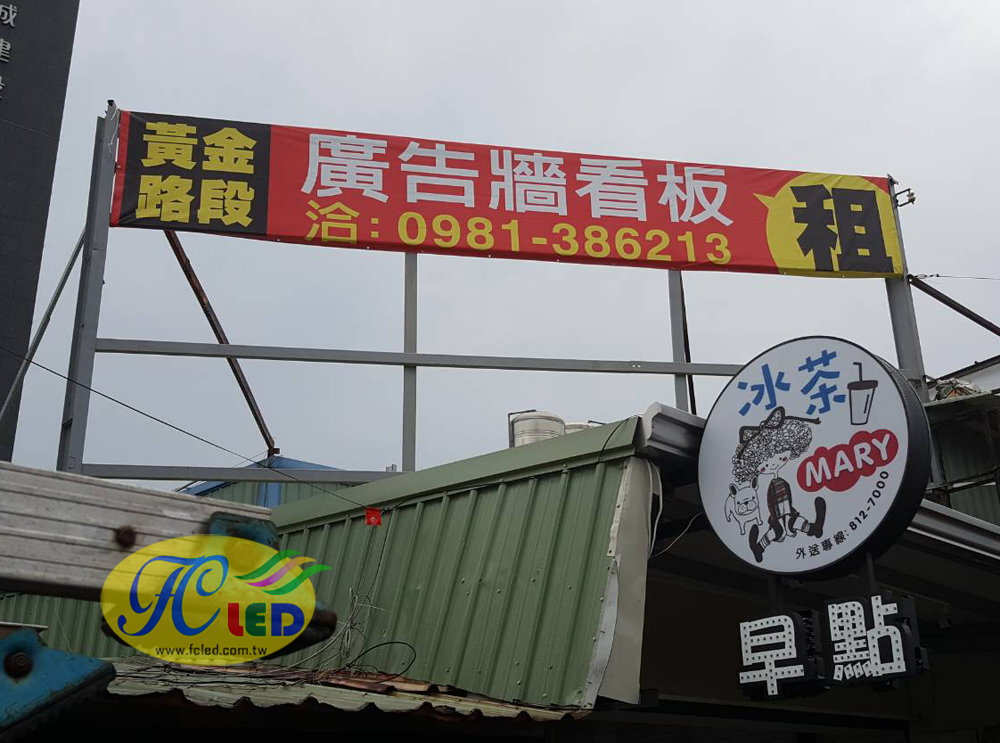 黃金
路段
廣告牆看板
洽:0981-386213
租
冰茶
MARY
外送專線:812-7000
早點
FC LED
www.fcled.com.tw